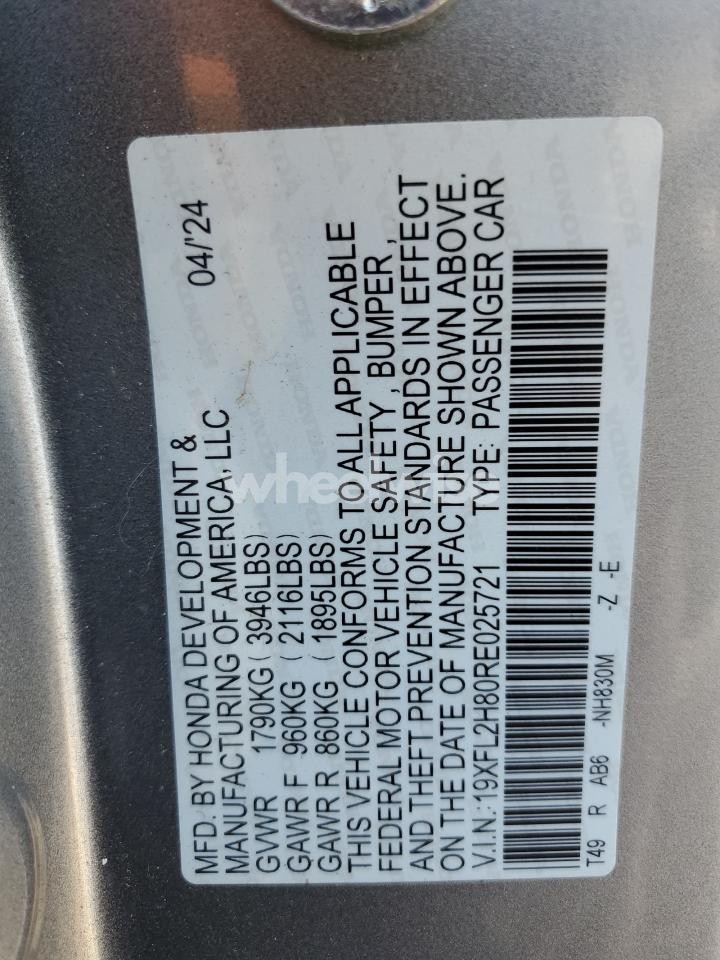 MFD. BY HONDA DEVELOPMENT & 04/'24
MANUFACTURING OF AMERICA, LLC
GVWR 1790KG ( 3946LBS)
GAWR F 960KG ( 2116LBS)
GAWR R 860KG ( 1895LBS)
THIS VEHICLE CONFORMS TO ALL APPLICABLE
FEDERAL MOTOR VEHICLE SAFETY , BUMPER ,
AND THEFT PREVENTION STANDARDS IN EFFECT
ON THE DATE OF MANUFACTURE SHOWN ABOVE.
V.I.N.: 19XFL2H80RE025721 TYPE: PASSENGER CAR
T49 R AB6 -NH830M -Z -E